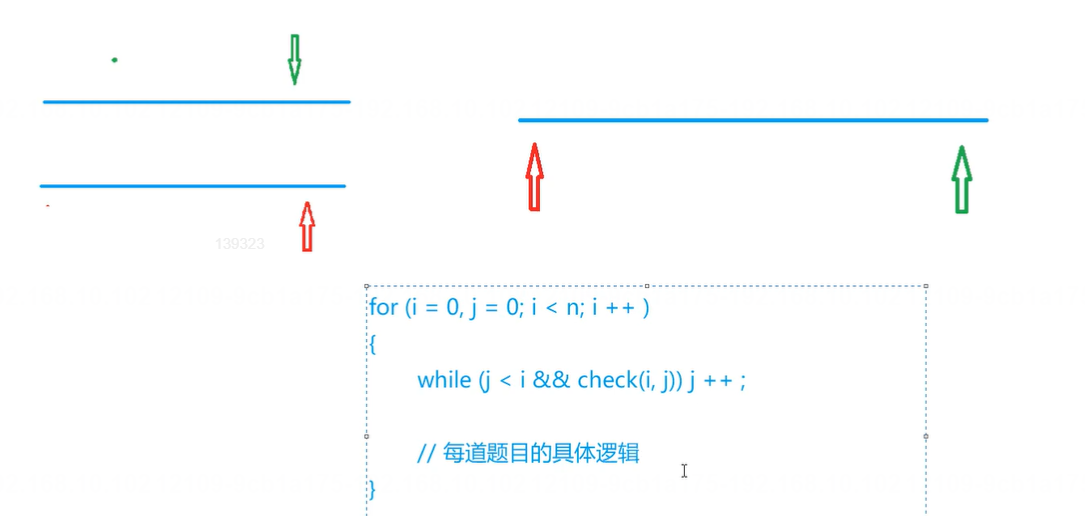 139323
for (i = 0, j = 0; i < n; i ++ )
{
while (j < i && check(i, j)) j ++ ;
// 每道题目的具体逻辑
}